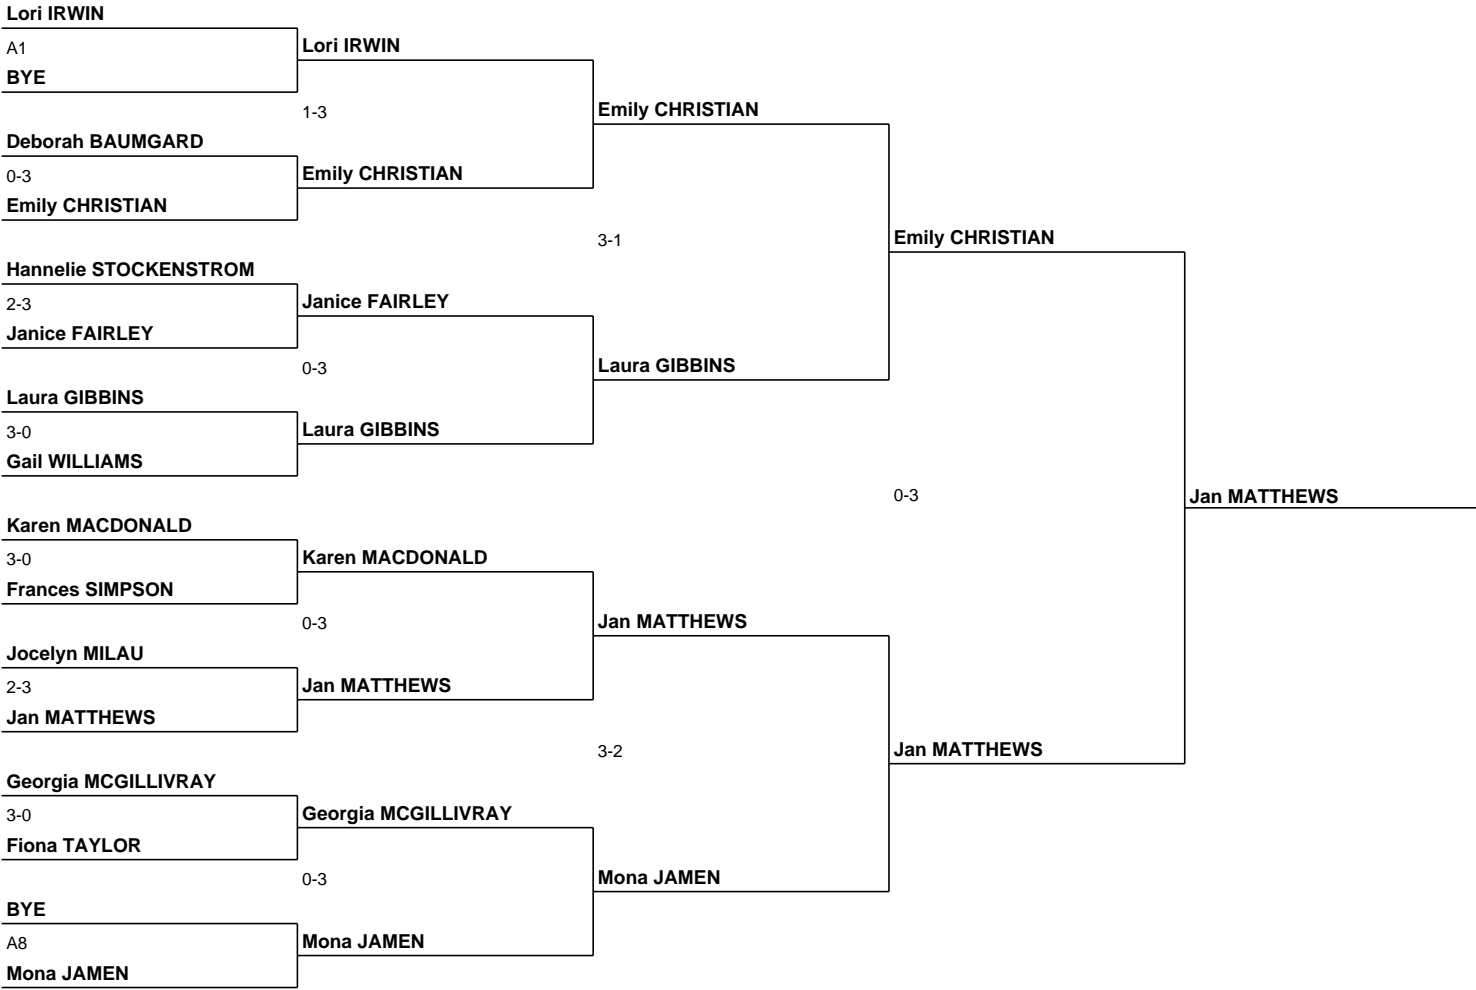 Lori IRWIN
A1
BYE
Deborah BAUMGARD
0-3
Emily CHRISTIAN
Hannelie STOCKENSTROM
2-3
Janice FAIRLEY
Laura GIBBINS
3-0
Gail WILLIAMS
Karen MACDONALD
3-0
Frances SIMPSON
Jocelyn MILAU
2-3
Jan MATTHEWS
Georgia MCGILLIVRAY
3-0
Fiona TAYLOR
BYE
A8
Mona JAMEN
Lori IRWIN
1-3
Emily CHRISTIAN
Janice FAIRLEY
0-3
Laura GIBBINS
Karen MACDONALD
0-3
Jan MATTHEWS
Georgia MCGILLIVRAY
0-3
Mona JAMEN
Emily CHRISTIAN
3-1
Laura GIBBINS
Jan MATTHEWS
3-2
Mona JAMEN
Emily CHRISTIAN
0-3
Jan MATTHEWS
Jan MATTHEWS